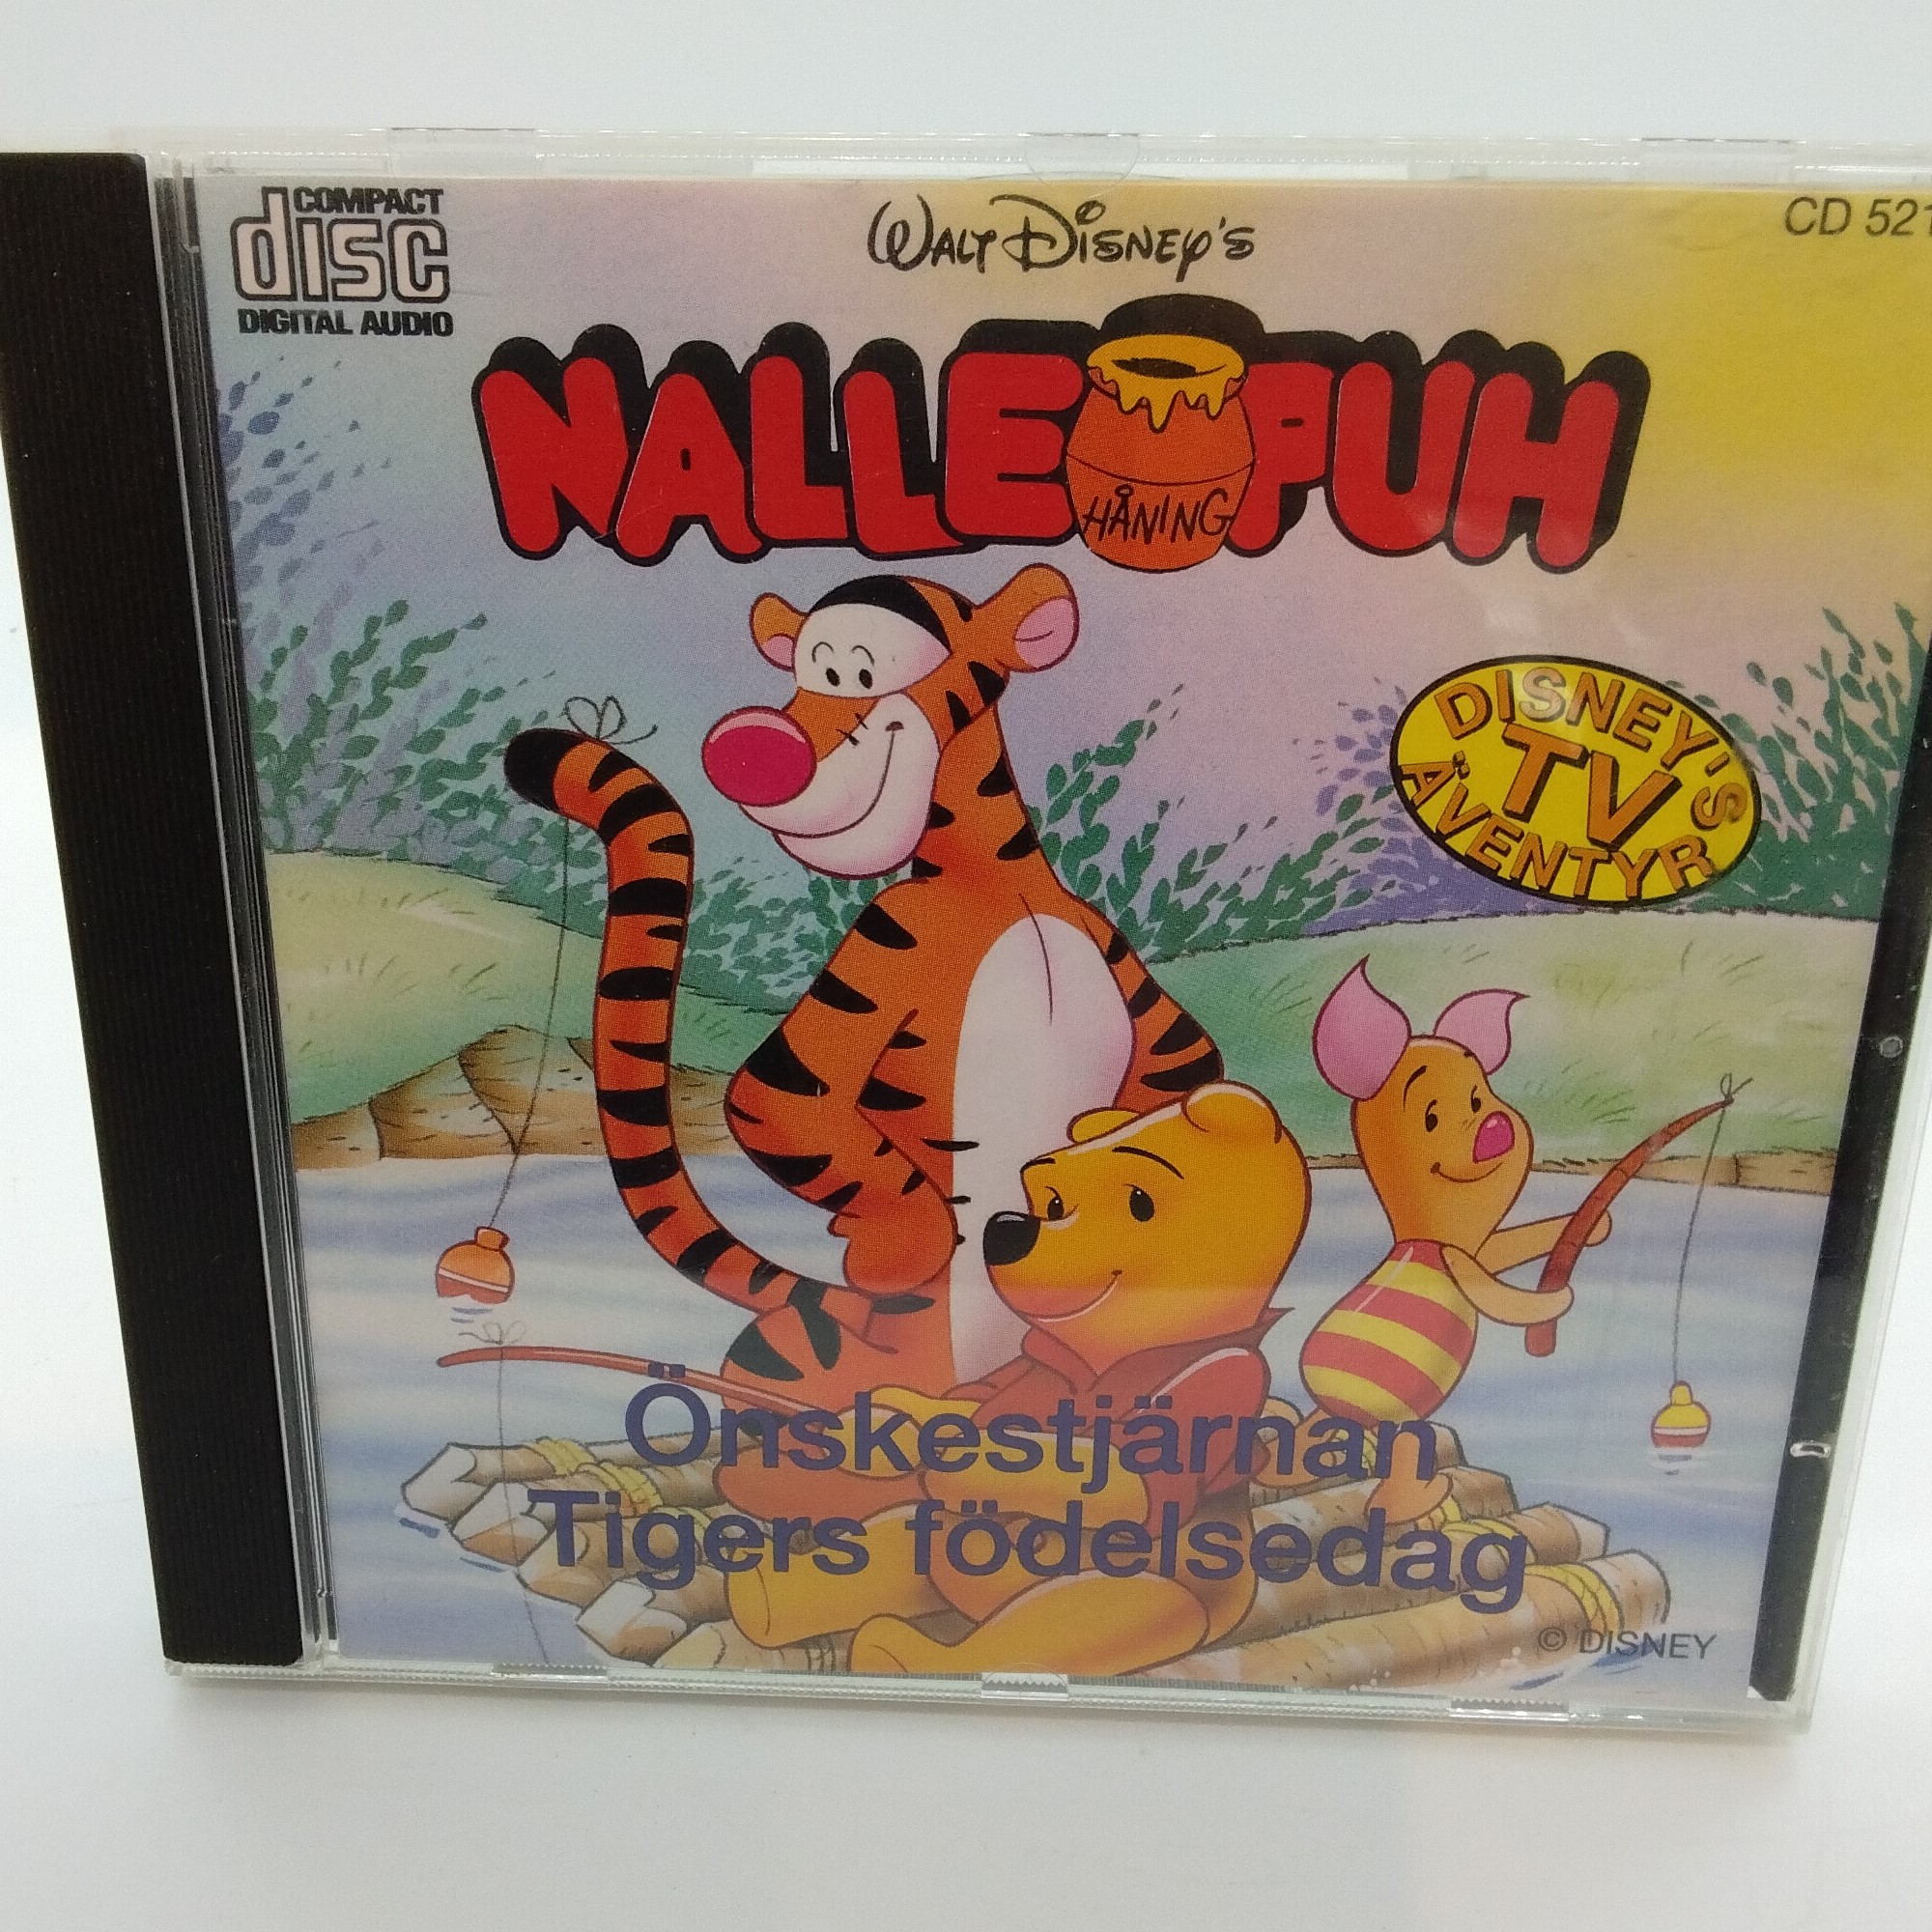 COMPACT
disc
DIGITAL AUDIO
WALT DISNEY'S
CD 521
NALLE PUH
HÅNING
DISNEY'S
TV
ÄVENTYR
Önskestjärnan
Tigers födelsedag
© DISNEY